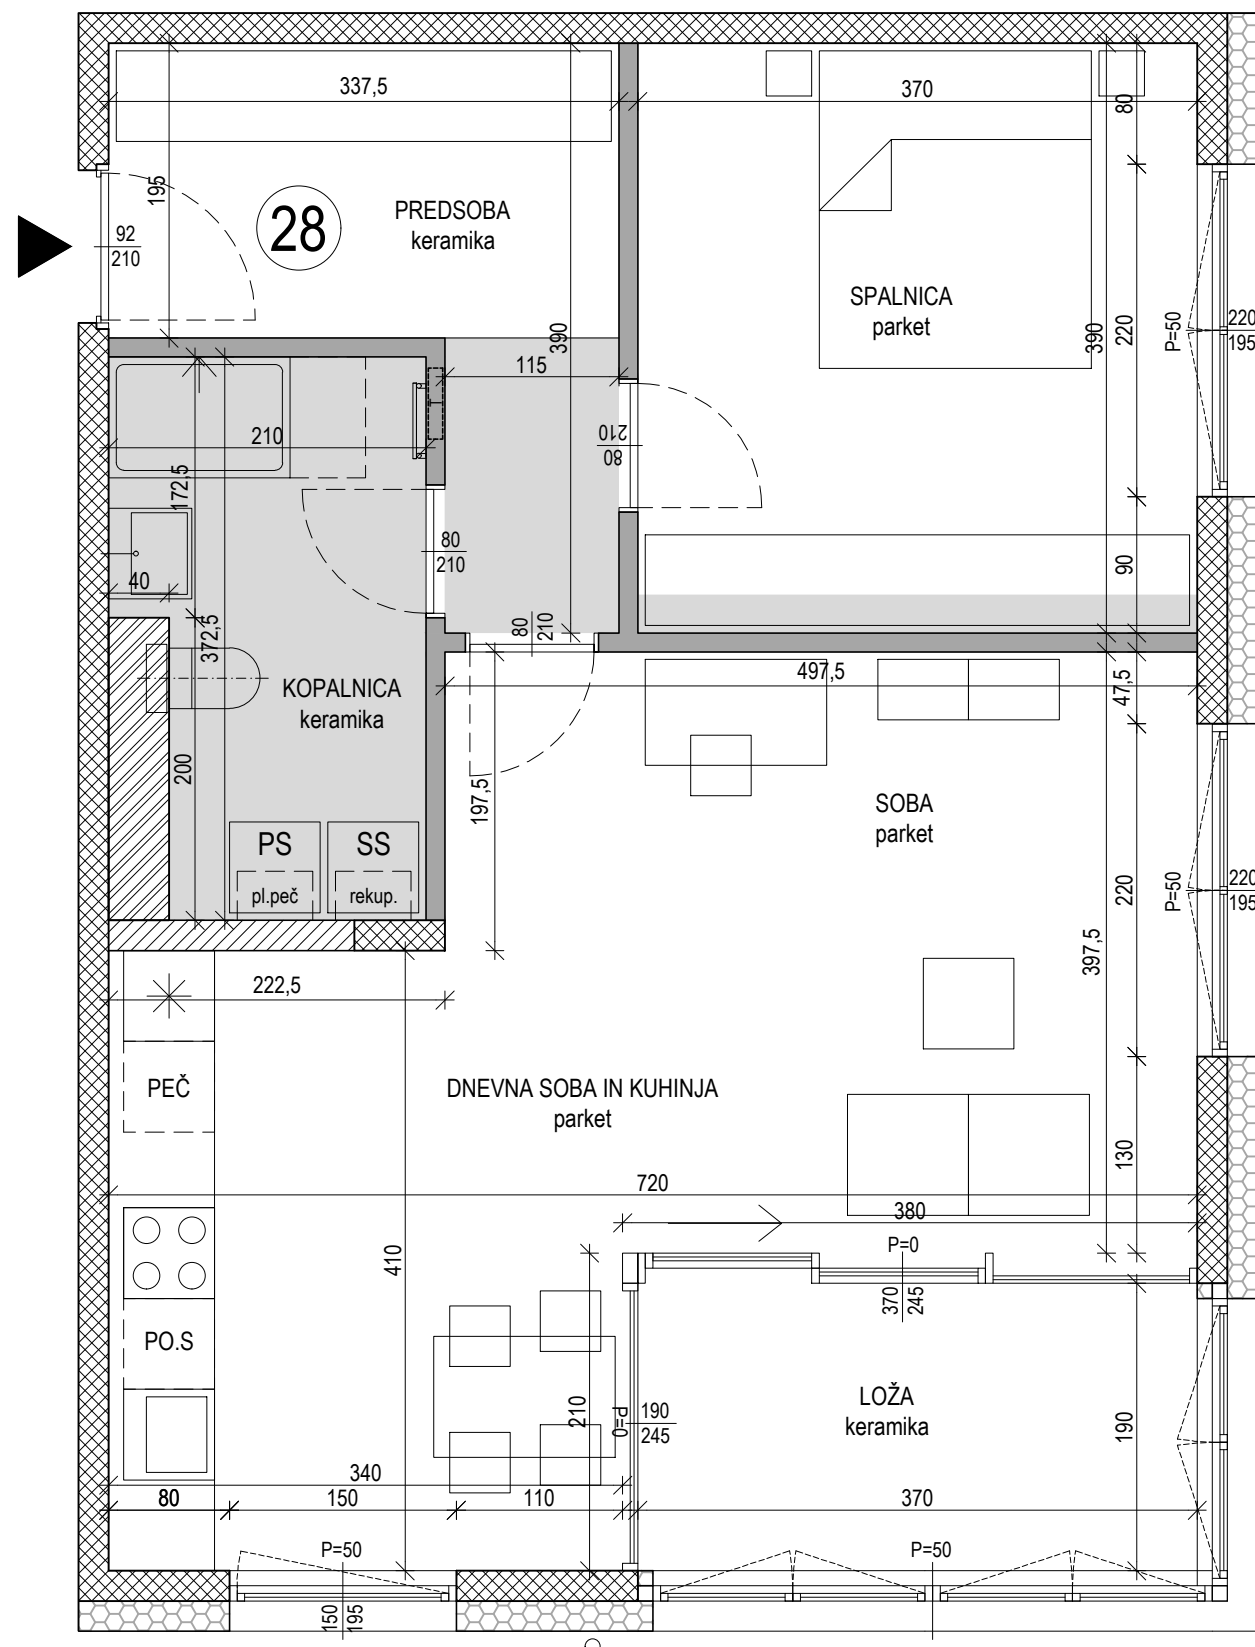 337,5
370
80
195
92
210
28
PREDSOBA
keramika
SPALNICA
parket
390
390
220
P=50
220
195
115
210
80
210
172,5
80
210
90
40
372,5
80
210
497,5
47,5
KOPALNICA
keramika
200
197,5
SOBA
parket
PS
SS
pl.peč
rekup.
220
P=50
220
195
397,5
222,5
PEČ
DNEVNA SOBA IN KUHINJA
parket
130
720
380
P=0
370
245
410
PO.S
210
P=0
190
245
LOŽA
keramika
190
340
80
150
110
370
P=50
P=50
150
195